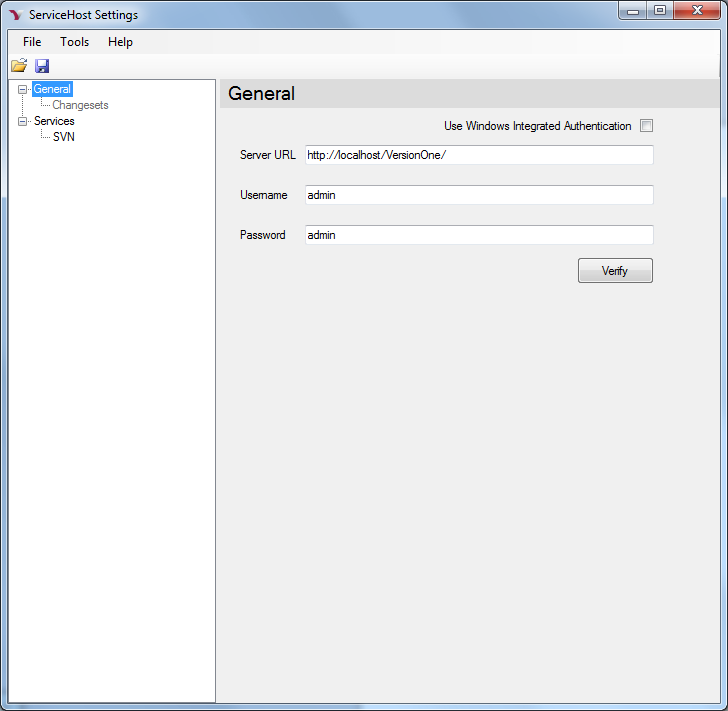 ServiceHost Settings
File Tools Help
General
Changesets
Services
SVN
General
Use Windows Integrated Authentication
Server URL http://localhost/VersionOne/
Username admin
Password admin
Verify